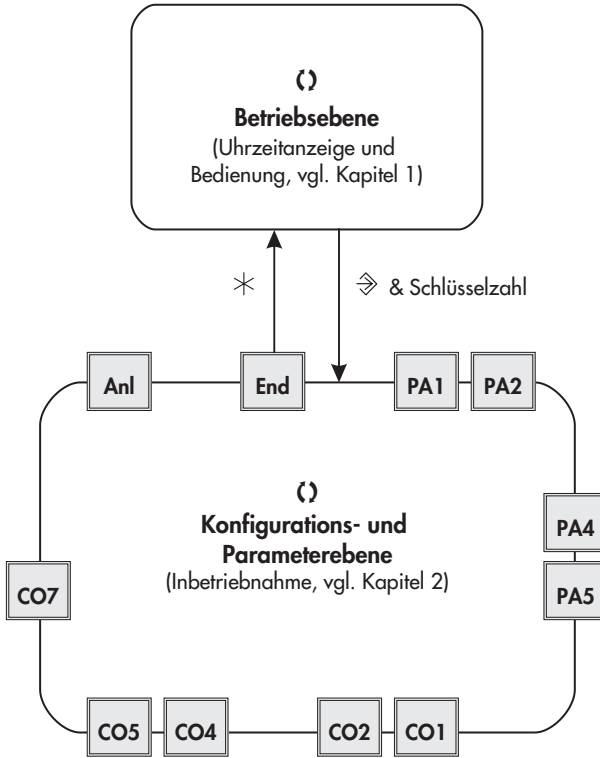 Betriebsebene
(Uhrzeitanzeige und
Bedienung, vgl. Kapitel 1)
& Schlüsselzahl
Anl
End
PA1
PA2
Konfigurations- und
Parameterebene
(Inbetriebnahme, vgl. Kapitel 2)
PA4
PA5
CO7
CO5
CO4
CO2
CO1